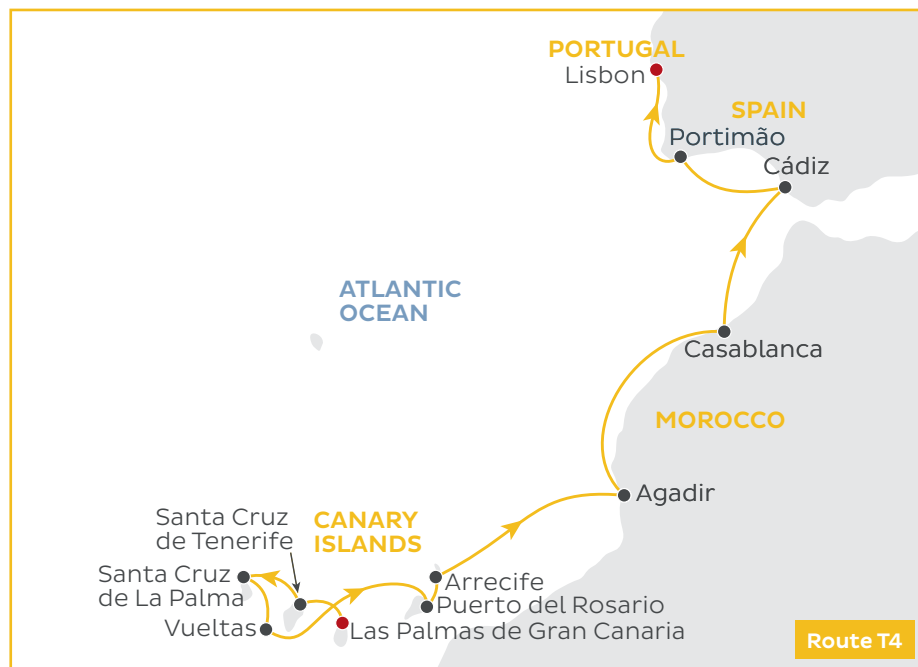 PORTUGAL
Lisbon
SPAIN
Portimão
Cádiz
ATLANTIC
OCEAN
Casablanca
MOROCCO
Agadir
Santa Cruz
de Tenerife
CANARY
ISLANDS
Santa Cruz
de La Palma
Arrecife
Puerto del Rosario
Vueltas
Las Palmas de Gran Canaria
Route T4